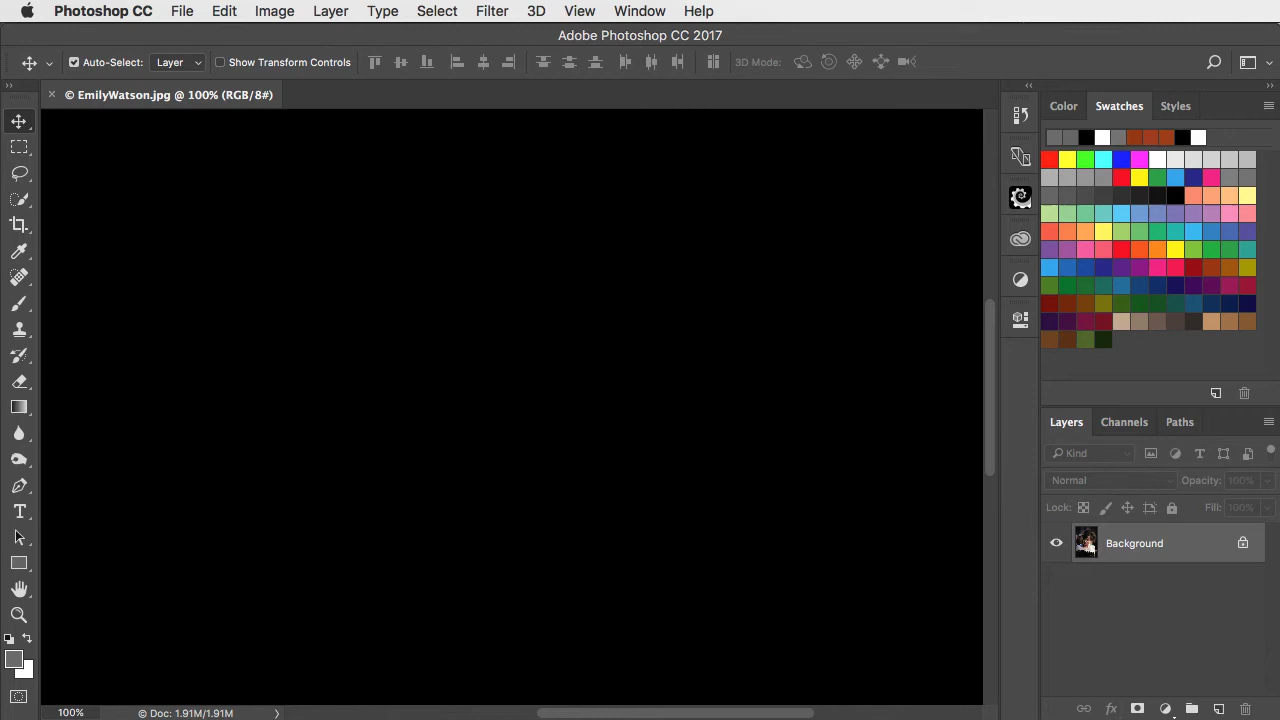 Photoshop CC File Edit Image Layer Type Select Filter 3D View Window Help
Adobe Photoshop CC 2017
Auto-Select: Layer Show Transform Controls 3D Mode:
© EmilyWatson.jpg @ 100% (RGB/8#)
Color Swatches Styles
Layers Channels Paths
Kind
Normal Opacity: 100%
Lock: Fill: 100%
Background
100% © Doc: 1.91M/1.91M